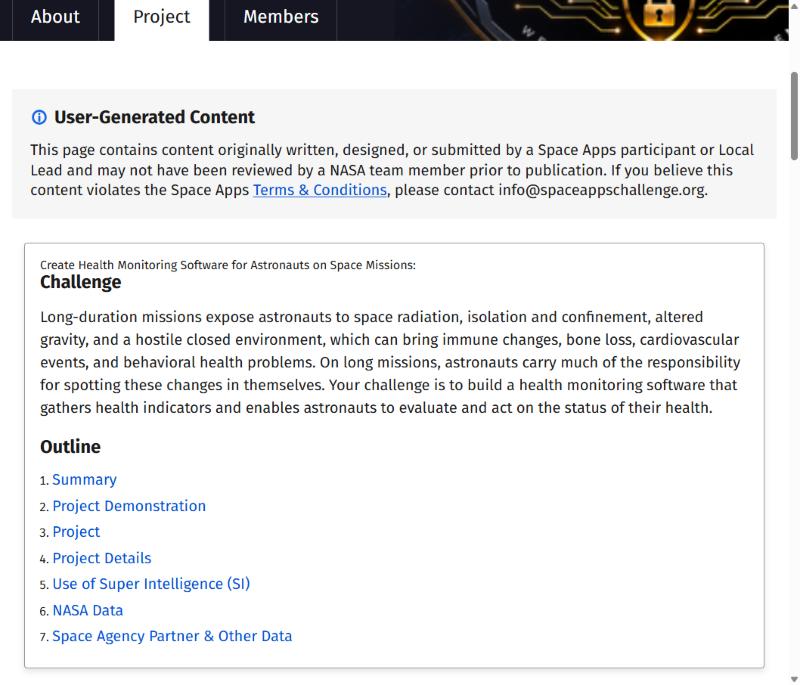 About
Project
Members
User-Generated Content
This page contains content originally written, designed, or submitted by a Space Apps participant or Local
Lead and may not have been reviewed by a NASA team member prior to publication. If you believe this
content violates the Space Apps Terms & Conditions, please contact info@spaceappschallenge.org.
Create Health Monitoring Software for Astronauts on Space Missions:
Challenge
Long-duration missions expose astronauts to space radiation, isolation and confinement, altered
gravity, and a hostile closed environment, which can bring immune changes, bone loss, cardiovascular
events, and behavioral health problems. On long missions, astronauts carry much of the responsibility
for spotting these changes in themselves. Your challenge is to build a health monitoring software that
gathers health indicators and enables astronauts to evaluate and act on the status of their health.
Outline
1. Summary
2. Project Demonstration
3. Project
4. Project Details
5. Use of Super Intelligence (SI)
6. NASA Data
7. Space Agency Partner & Other Data